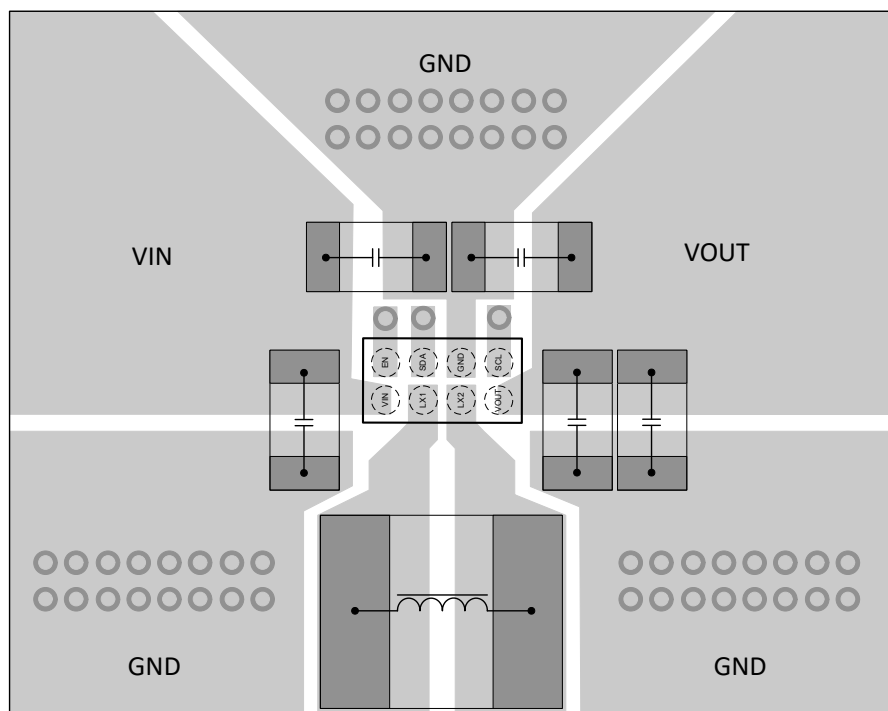 GND
VIN
VOUT
EN
SDA
GND
SCL
VIN
LX1
LX2
VOUT
GND
GND